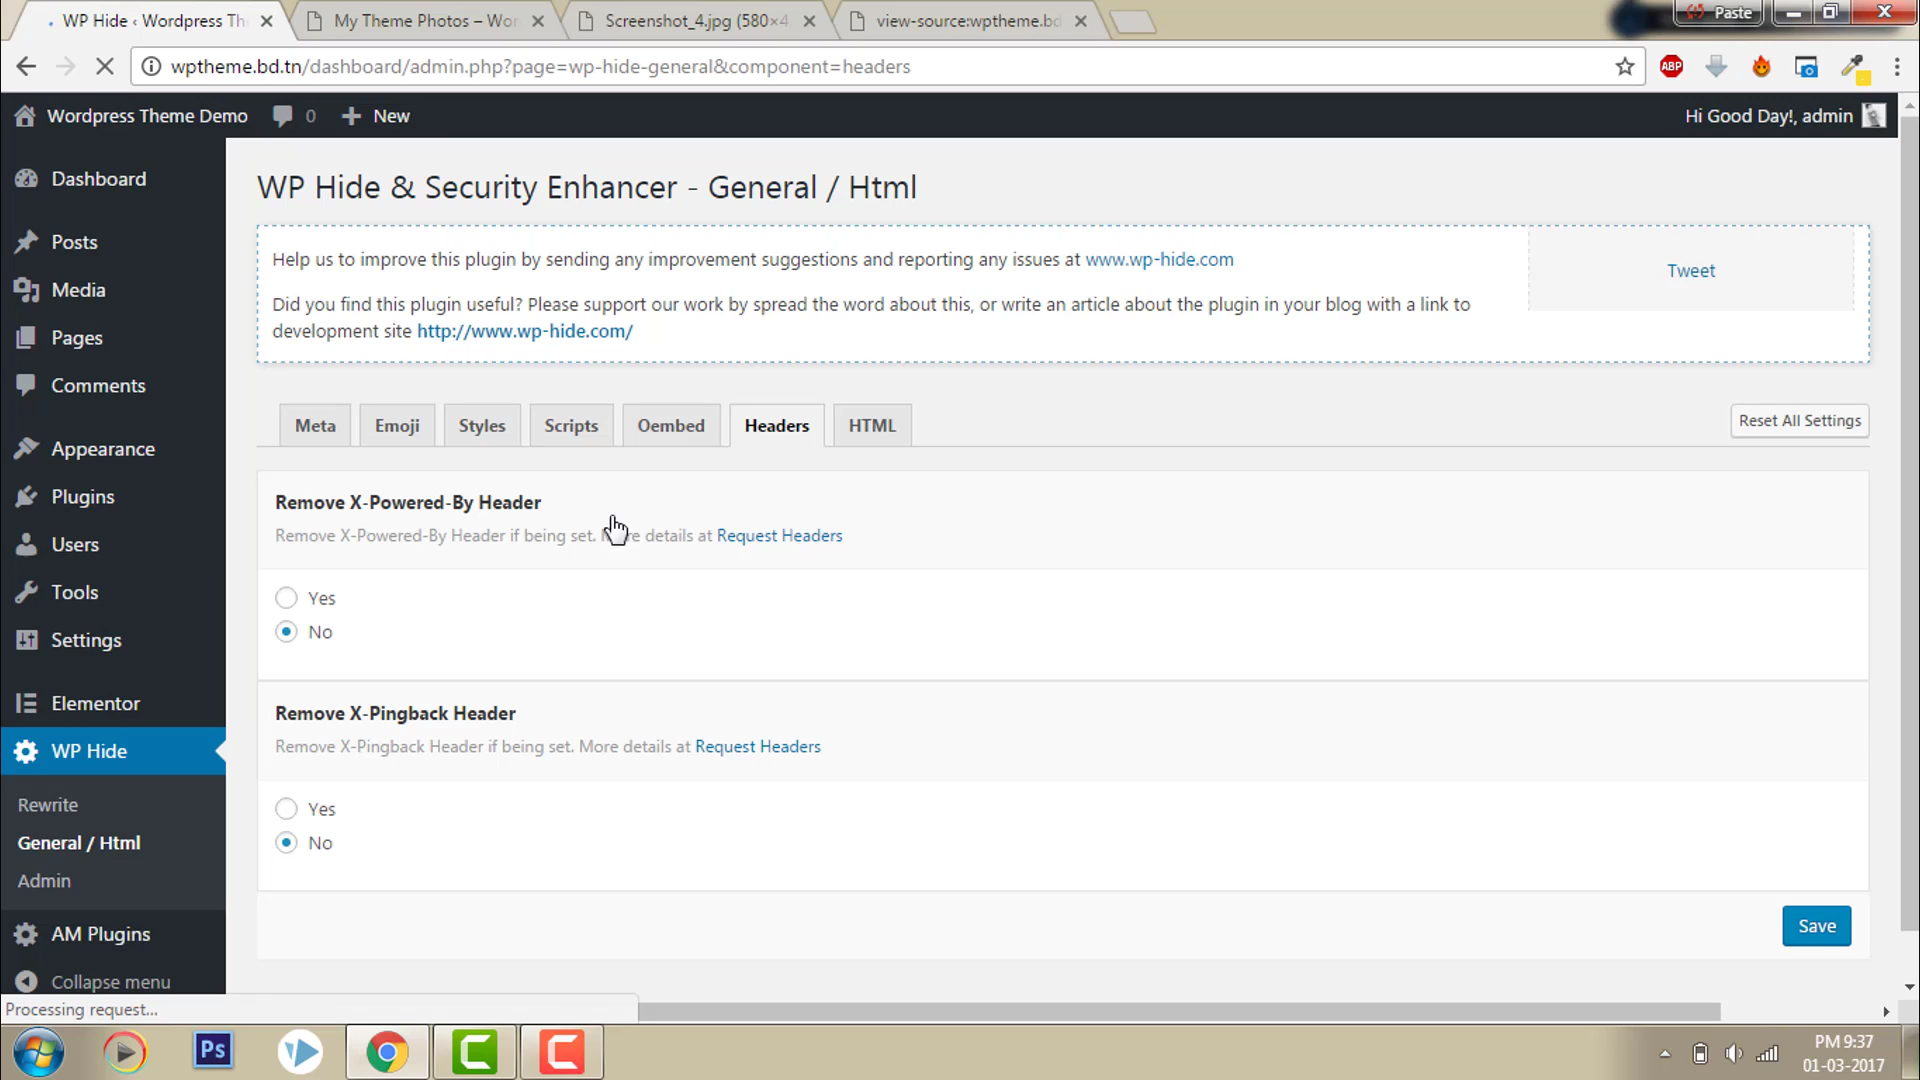 WP Hide ‹ Wordpress Th
My Theme Photos – Wor
Screenshot_4.jpg (580×4
view-source:wptheme.bd
Paste
wptheme.bd.tn/dashboard/admin.php?page=wp-hide-general&component=headers
ABP
Wordpress Theme Demo
0
New
Hi Good Day!, admin
Dashboard
Posts
Media
Pages
Comments
Appearance
Plugins
Users
Tools
Settings
Elementor
WP Hide
Rewrite
General / Html
Admin
AM Plugins
Collapse menu
WP Hide & Security Enhancer - General / Html
Help us to improve this plugin by sending any improvement suggestions and reporting any issues at www.wp-hide.com
Did you find this plugin useful? Please support our work by spread the word about this, or write an article about the plugin in your blog with a link to
development site http://www.wp-hide.com/
Tweet
Meta
Emoji
Styles
Scripts
Oembed
Headers
HTML
Reset All Settings
Remove X-Powered-By Header
Remove X-Powered-By Header if being set. details at Request Headers
Yes
No
Remove X-Pingback Header
Remove X-Pingback Header if being set. More details at Request Headers
Yes
No
Save
Processing request...
Ps
PM 9:37
01-03-2017